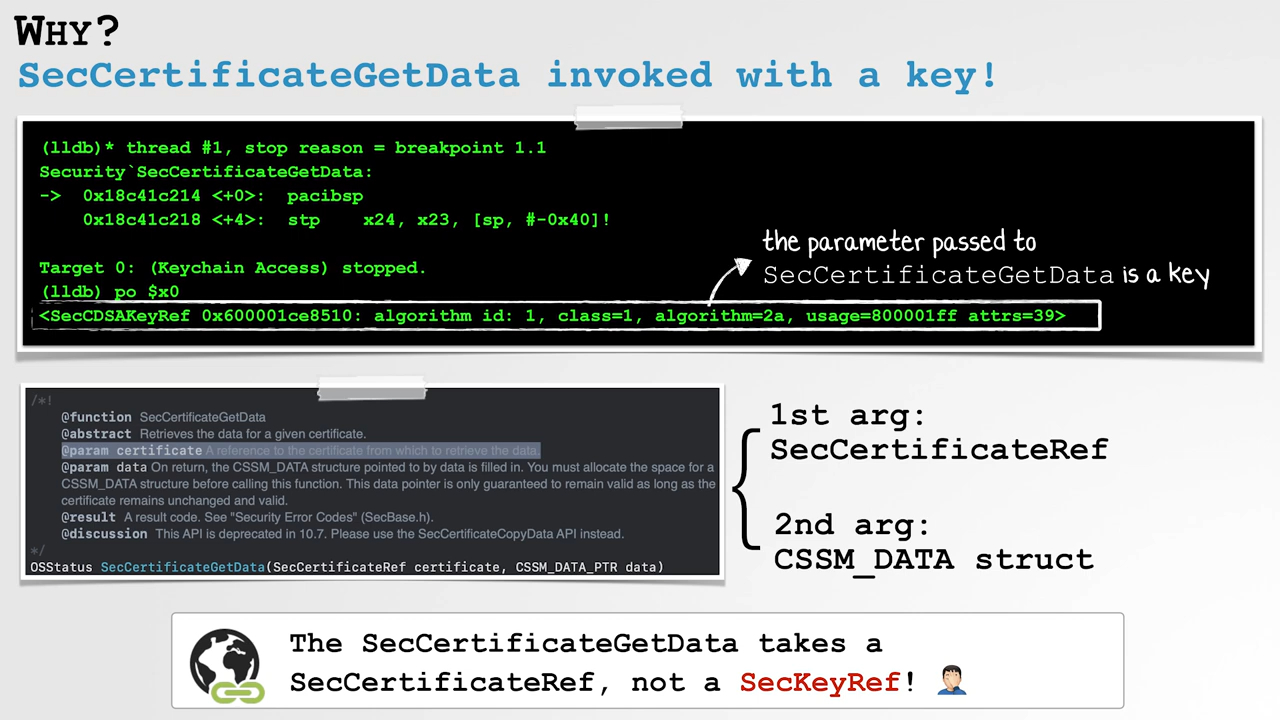 WHY?
SecCertificateGetData invoked with a key!
(lldb)* thread #1, stop reason = breakpoint 1.1
Security`SecCertificateGetData:
->  0x18c41c214 <+0>:  pacibsp
    0x18c41c218 <+4>:  stp    x24, x23, [sp, #-0x40]!
the parameter passed to
SecCertificateGetData is a key
Target 0: (Keychain Access) stopped.
(lldb) po $x0
<SecCDSAKeyRef 0x600001ce8510: algorithm id: 1, class=1, algorithm=2a, usage=800001ff attrs=39>
/*!
@function SecCertificateGetData
@abstract Retrieves the data for a given certificate.
@param certificate A reference to the certificate from which to retrieve the data.
@param data On return, the CSSM_DATA structure pointed to by data is filled in. You must allocate the space for a
CSSM_DATA structure before calling this function. This data pointer is only guaranteed to remain valid as long as the
certificate remains unchanged and valid.
@result A result code. See "Security Error Codes" (SecBase.h).
@discussion This API is deprecated in 10.7. Please use the SecCertificateCopyData API instead.
*/
OSStatus SecCertificateGetData(SecCertificateRef certificate, CSSM_DATA_PTR data)
1st arg:
SecCertificateRef
2nd arg:
CSSM_DATA struct
The SecCertificateGetData takes a
SecCertificateRef, not a SecKeyRef!